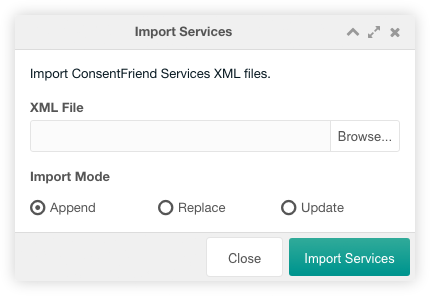 Import Services
Import ConsentFriend Services XML files.
XML File
Browse...
Import Mode
Append Replace Update
Close Import Services